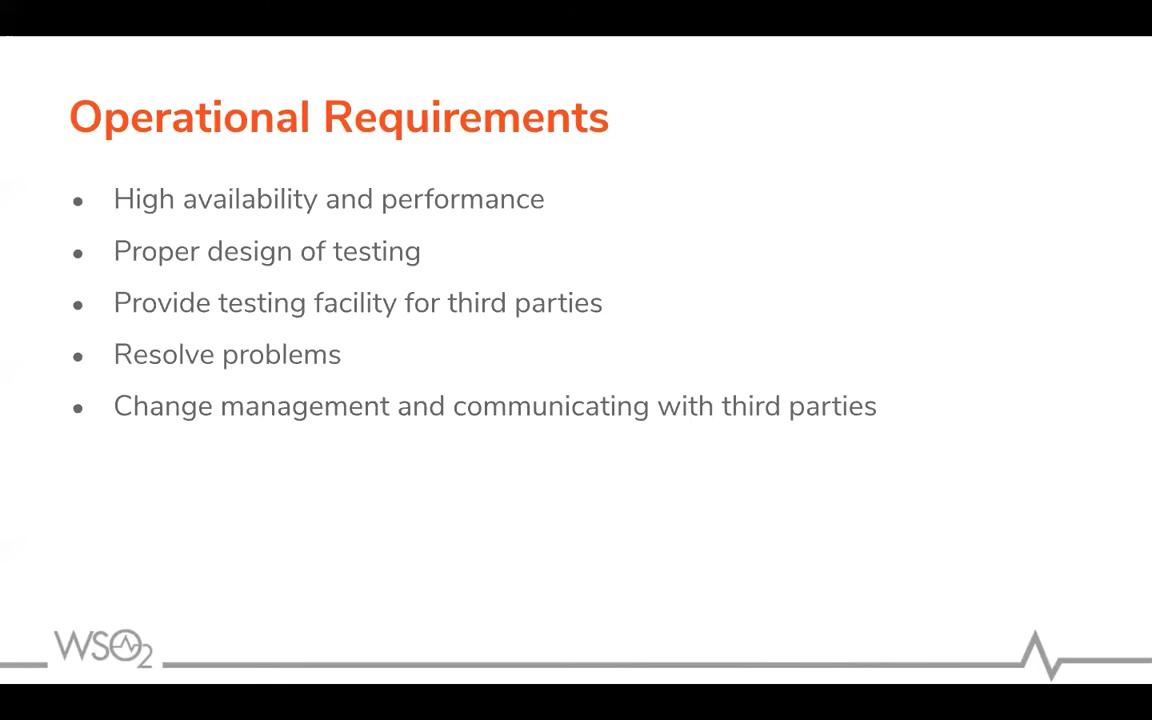 Operational Requirements
• High availability and performance
• Proper design of testing
• Provide testing facility for third parties
• Resolve problems
• Change management and communicating with third parties
WSO2